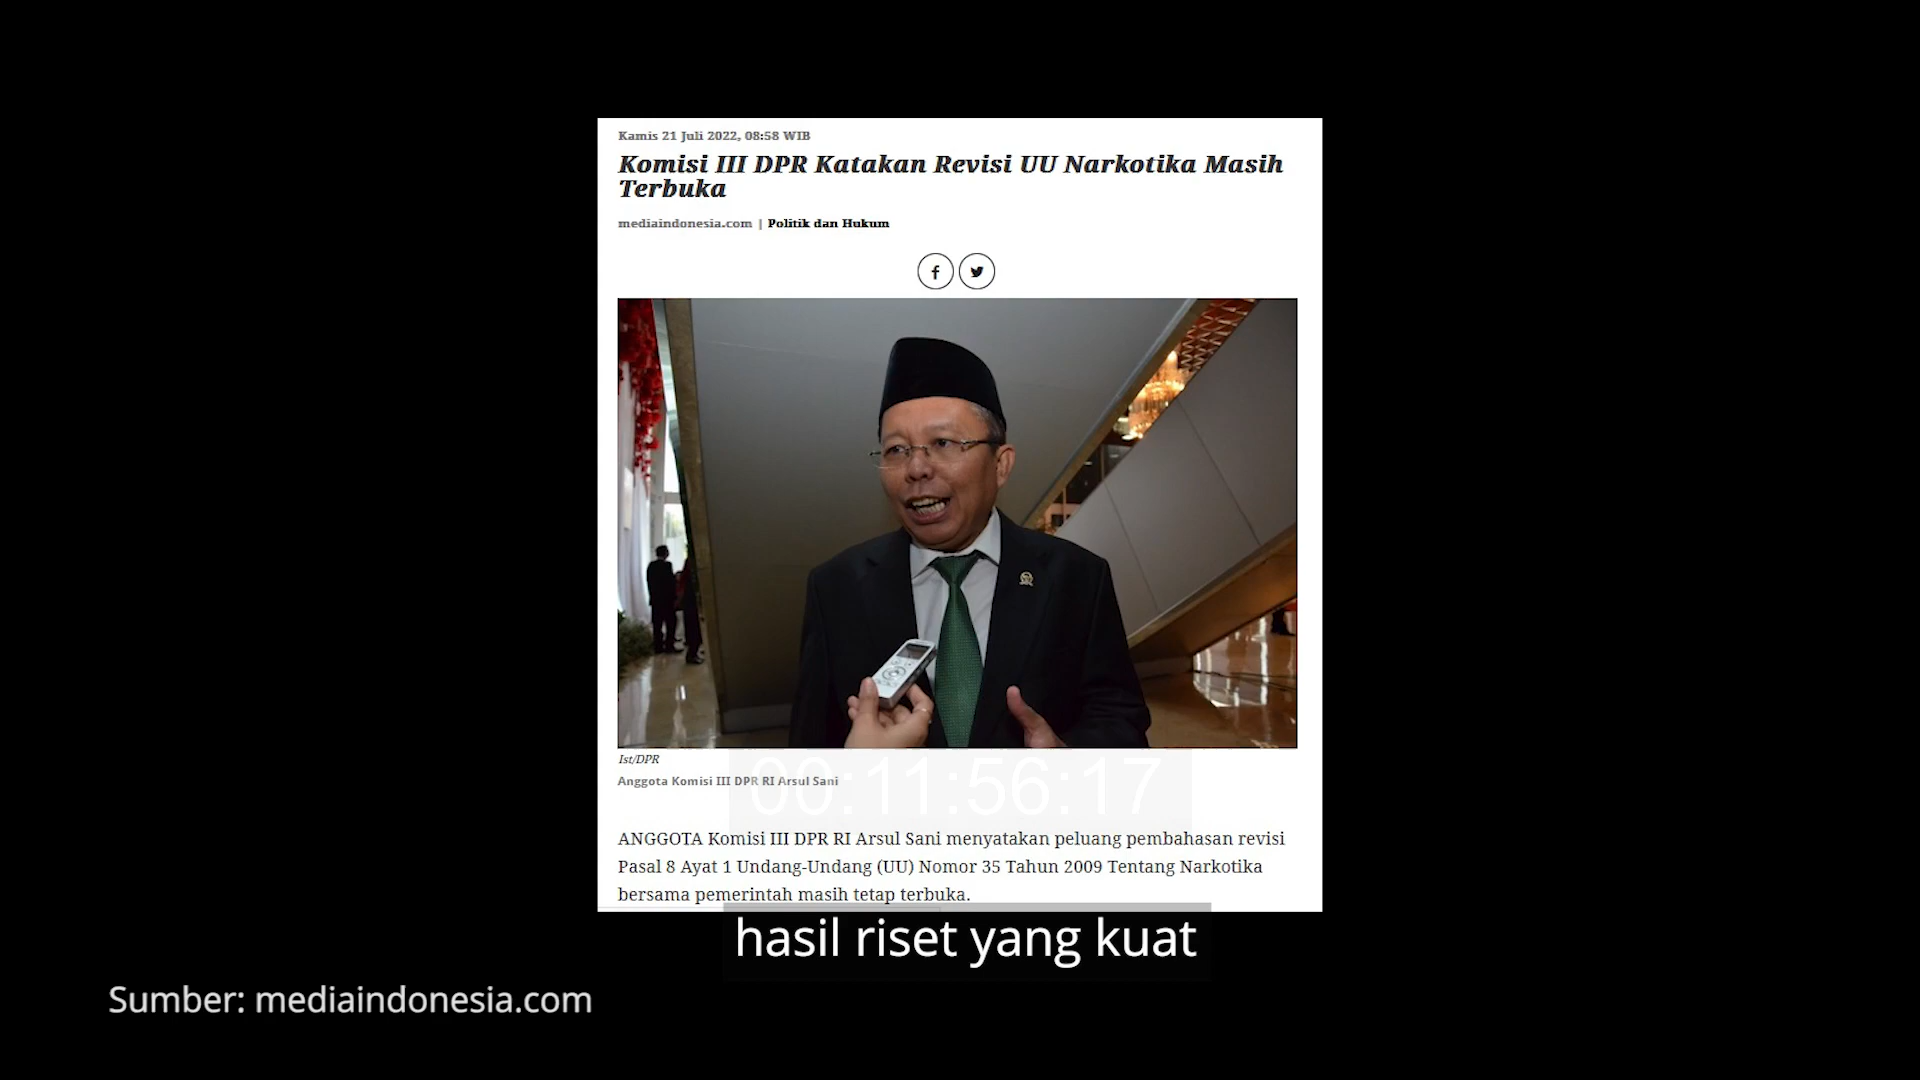 Kamis 21 Juli 2022, 08:58 WIB
Komisi III DPR Katakan Revisi UU Narkotika Masih
Terbuka
mediaindonesia.com | Politik dan Hukum
Ist/DPR
Anggota Komisi III DPR RI Arsul Sani
00:11:56:17
ANGGOTA Komisi III DPR RI Arsul Sani menyatakan peluang pembahasan revisi
Pasal 8 Ayat 1 Undang-Undang (UU) Nomor 35 Tahun 2009 Tentang Narkotika
bersama pemerintah masih tetap terbuka.
hasil riset yang kuat
Sumber: mediaindonesia.com